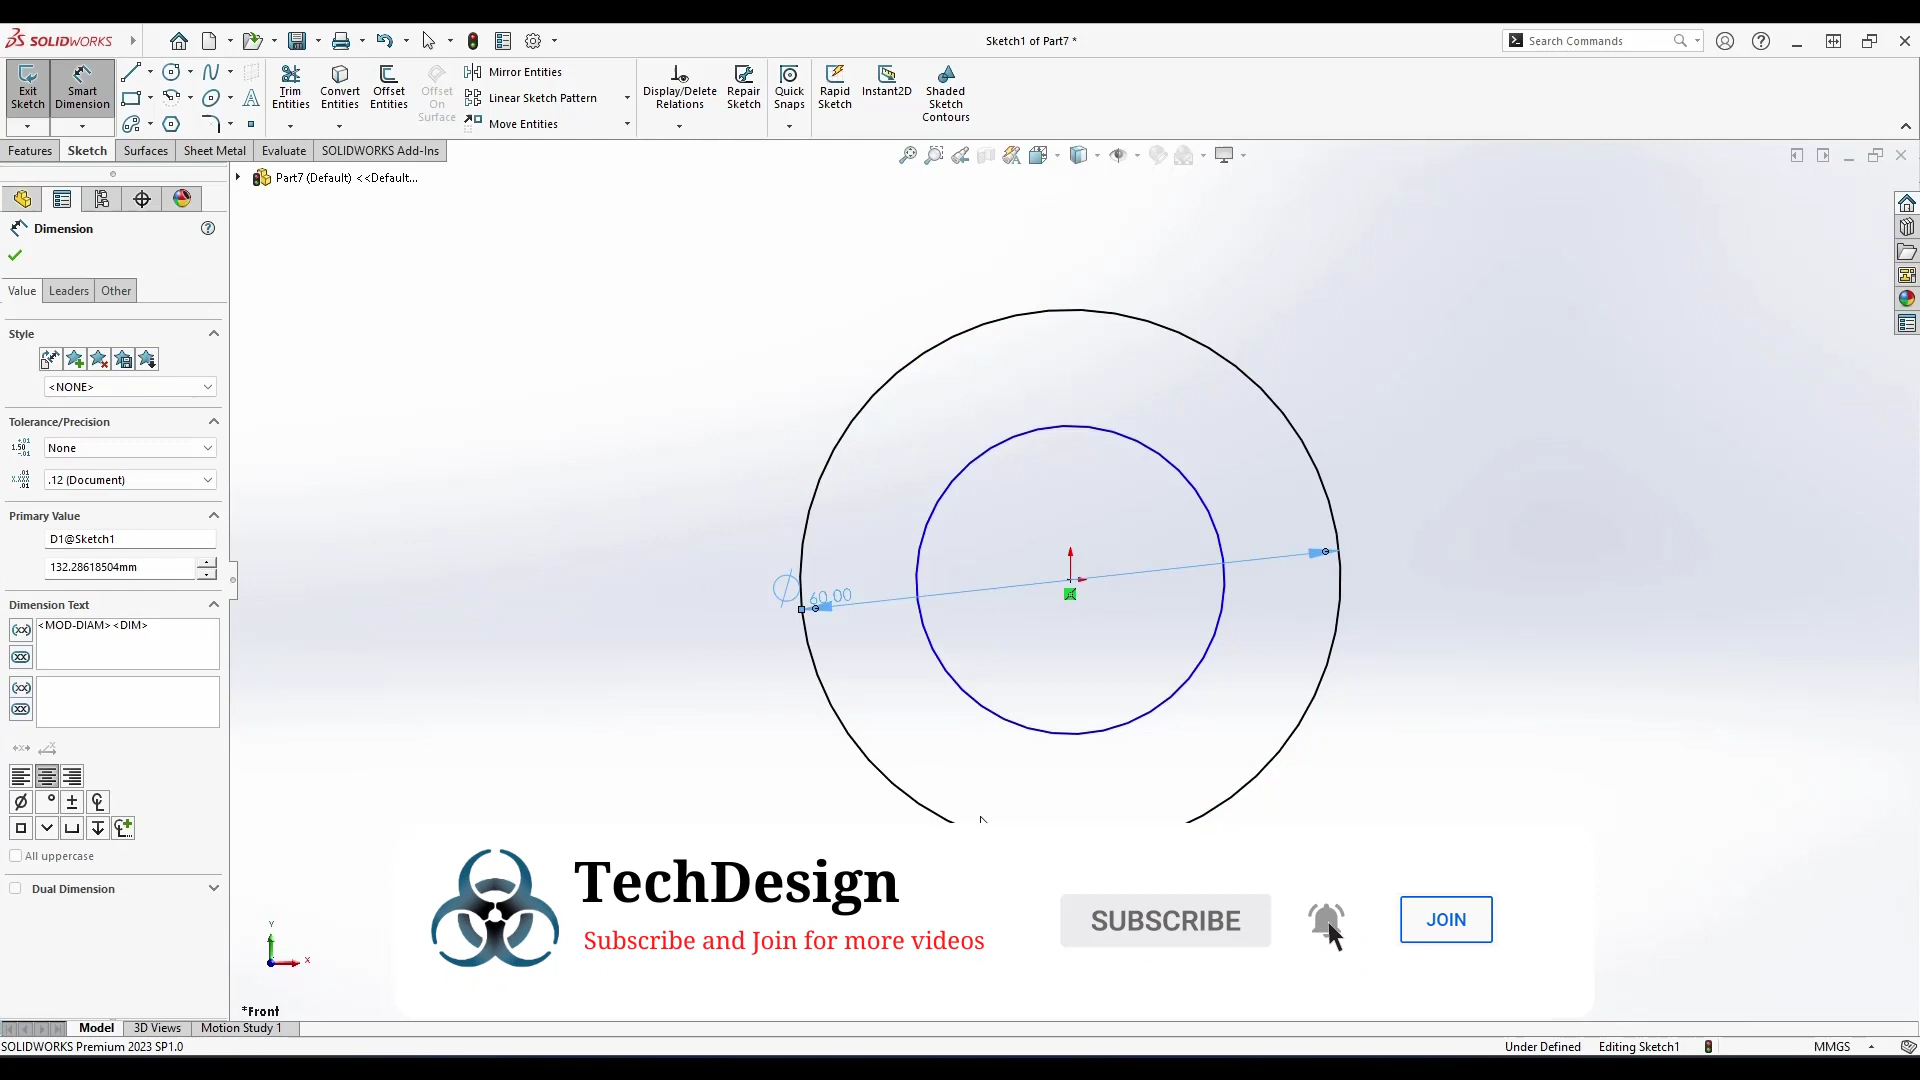 SOLIDWORKS
Sketch1 of Part7 *
Search Commands
Exit Sketch
Smart Dimension
Trim Entities
Convert Entities
Offset Entities
Offset On Surface
Mirror Entities
Linear Sketch Pattern
Move Entities
Display/Delete Relations
Repair Sketch
Quick Snaps
Rapid Sketch
Instant2D
Shaded Sketch Contours
Features
Sketch
Surfaces
Sheet Metal
Evaluate
SOLIDWORKS Add-Ins
Part7 (Default) <<Default...
Dimension
Value
Leaders
Other
Style
<NONE>
Tolerance/Precision
None
.12 (Document)
Primary Value
D1@Sketch1
132.28618504mm
Dimension Text
<MOD-DIAM><DIM>
All uppercase
Dual Dimension
∅ 60.00
Y
X
*Front
TechDesign
Subscribe and Join for more videos
SUBSCRIBE
JOIN
Model
3D Views
Motion Study 1
SOLIDWORKS Premium 2023 SP1.0
Under Defined
Editing Sketch1
MMGS